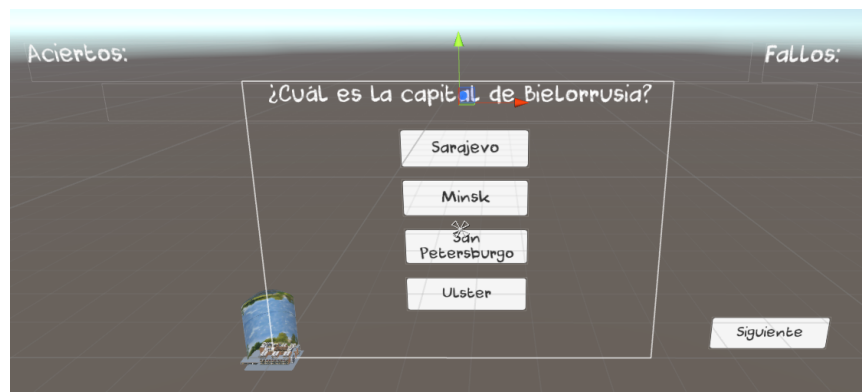 Aciertos:
Fallos:
¿Cuál es la capital de Bielorrusia?
Sarajevo
Minsk
San
Petersburgo
Ulster
Siguiente